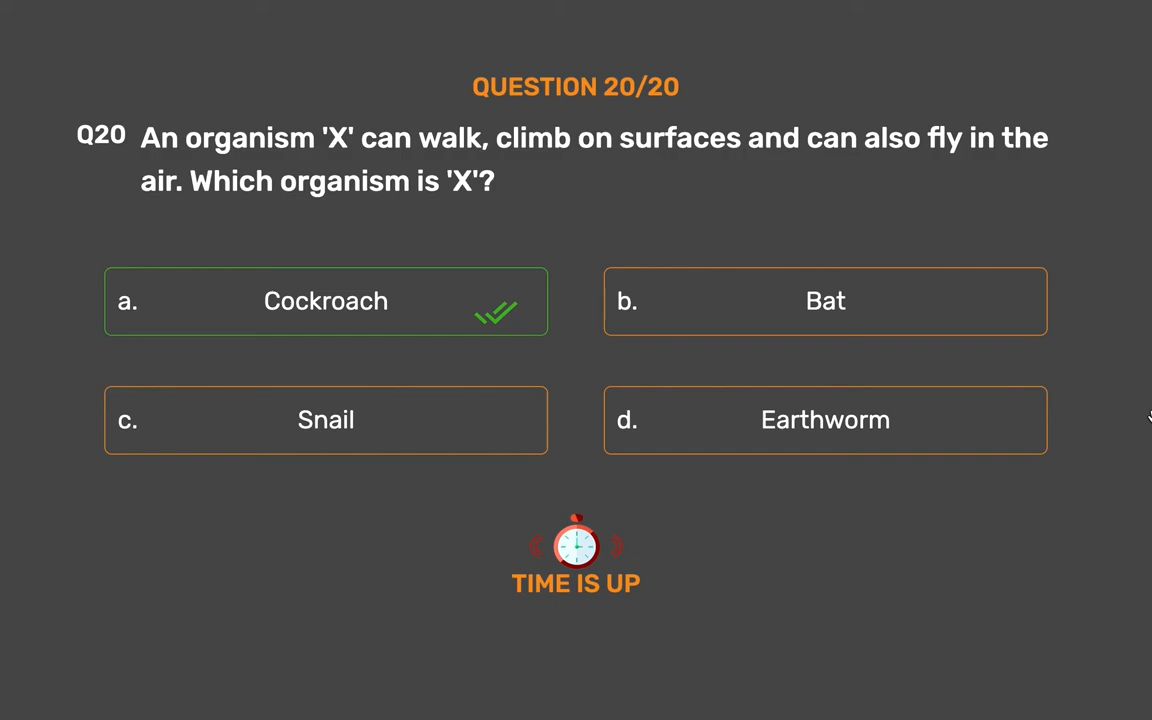 QUESTION 20/20
Q20 An organism 'X' can walk, climb on surfaces and can also fly in the
air. Which organism is 'X'?
a. Cockroach
b. Bat
c. Snail
d. Earthworm
TIME IS UP